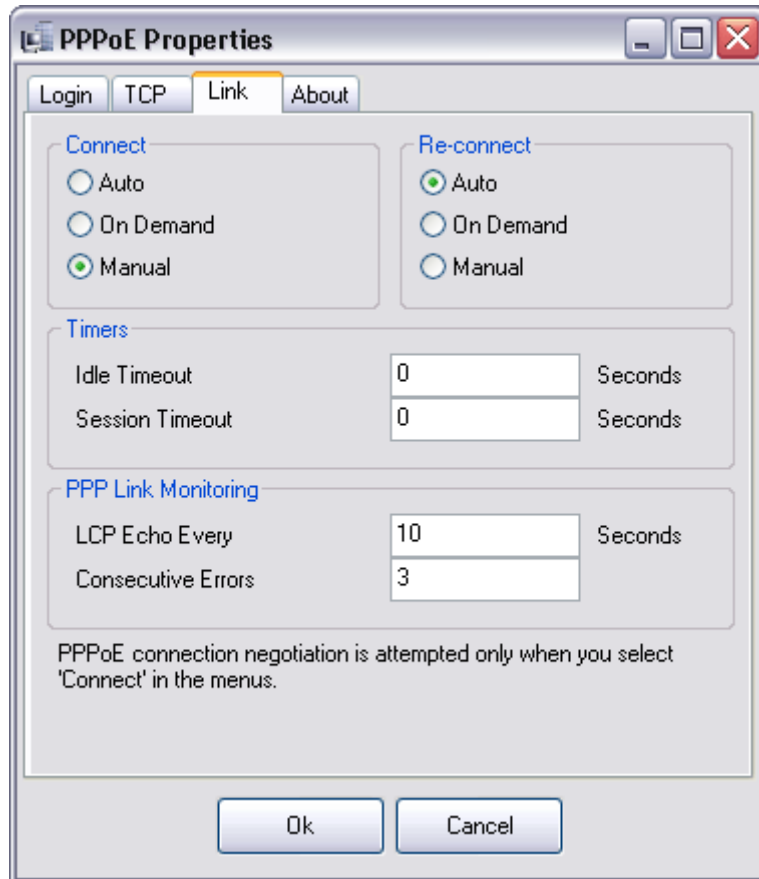 PPPoE Properties
Login TCP Link About
Connect
Auto
On Demand
Manual
Re-connect
Auto
On Demand
Manual
Timers
Idle Timeout 0 Seconds
Session Timeout 0 Seconds
PPP Link Monitoring
LCP Echo Every 10 Seconds
Consecutive Errors 3
PPPoE connection negotiation is attempted only when you select
'Connect' in the menus.
Ok Cancel